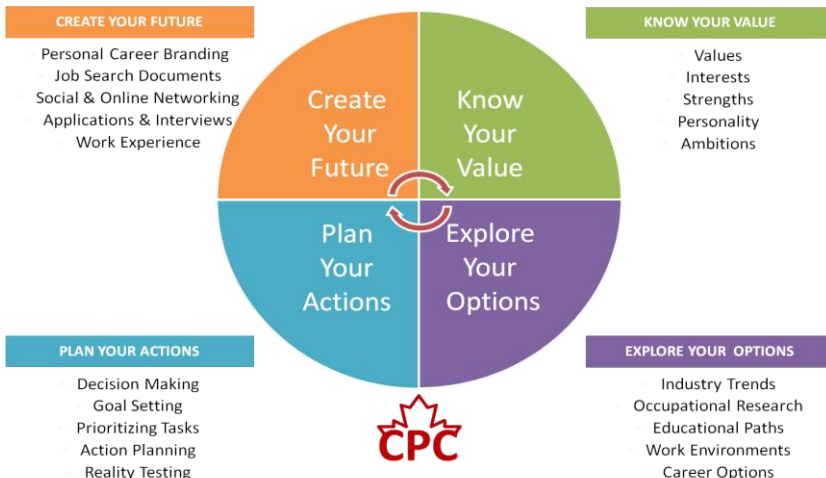 CREATE YOUR FUTURE
Personal Career Branding
Job Search Documents
Social & Online Networking
Applications & Interviews
Work Experience
KNOW YOUR VALUE
Values
Interests
Strengths
Personality
Ambitions
Create
Your
Future
Know
Your
Value
Plan
Your
Actions
Explore
Your
Options
PLAN YOUR ACTIONS
Decision Making
Goal Setting
Prioritizing Tasks
Action Planning
Reality Testing
EXPLORE YOUR OPTIONS
Industry Trends
Occupational Research
Educational Paths
Work Environments
Career Options
CPC